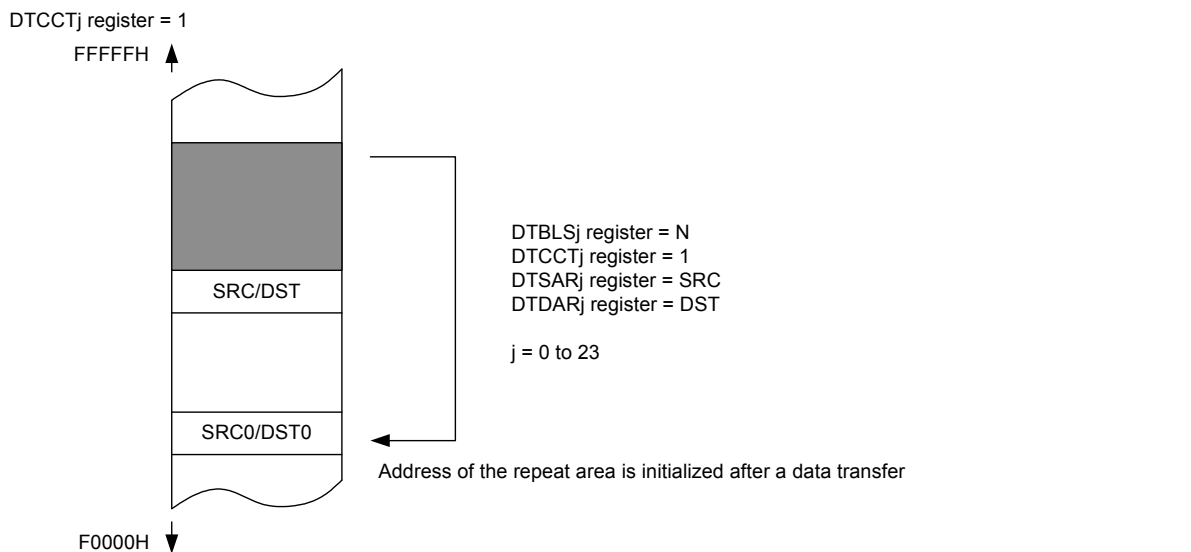 DTCCTj register = 1
FFFFFH
DTBLSj register = N
DTCCTj register = 1
SRC/DST
DTSARj register = SRC
DTDARj register = DST
j = 0 to 23
SRC0/DST0
Address of the repeat area is initialized after a data transfer
F0000H